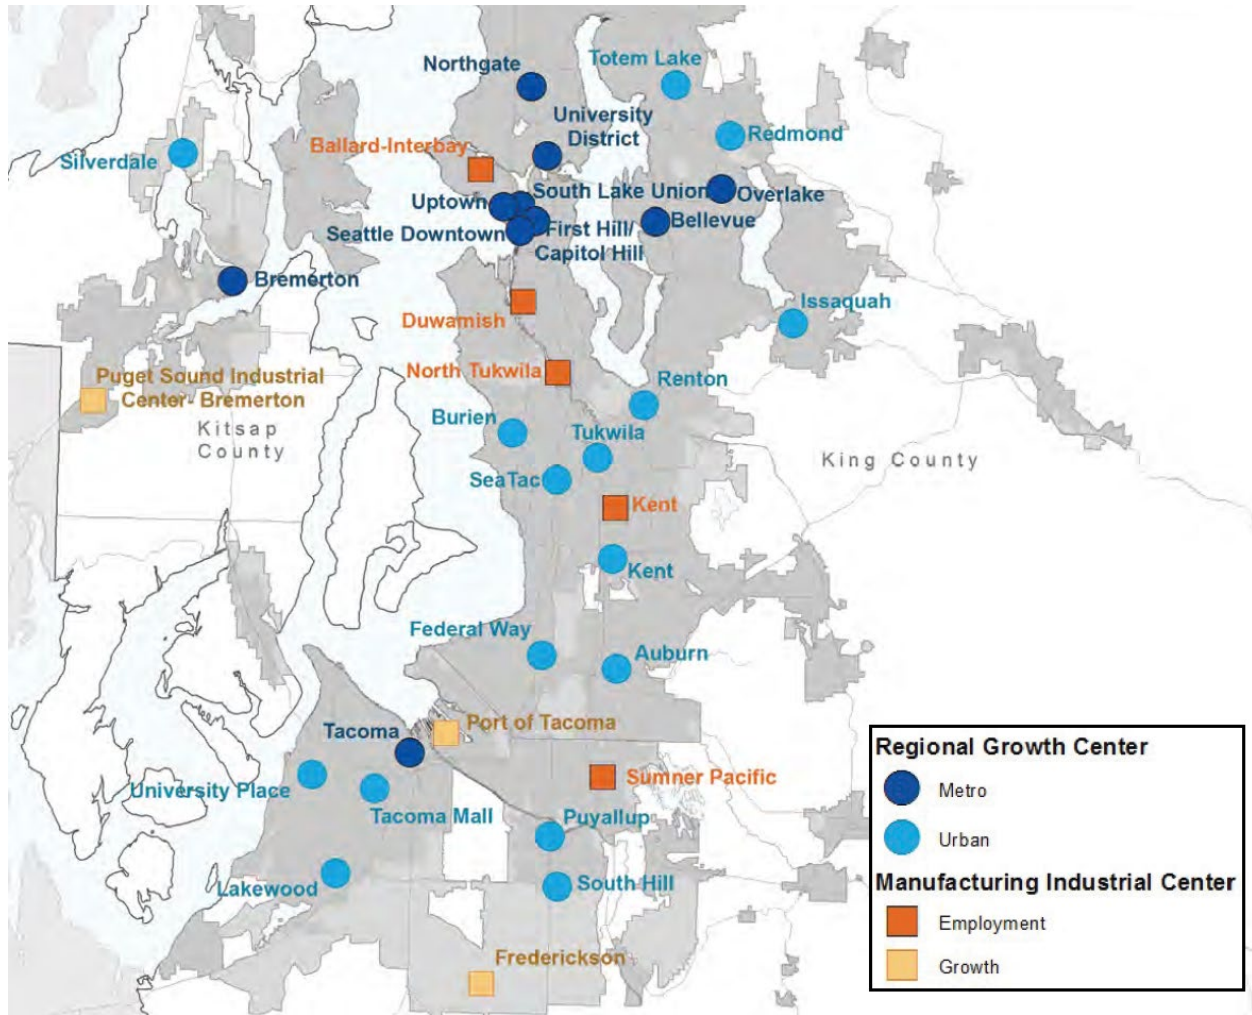 Northgate
Totem Lake
University
District
Redmond
Ballard-Interbay
Silverdale
South Lake Union
Overlake
Uptown
Bellevue
Seattle Downtown
First Hill/
Capitol Hill
Bremerton
Issaquah
Duwamish
North Tukwila
Renton
Puget Sound Industrial
Center- Bremerton
Burien
Tukwila
Kitsap
County
King County
SeaTac
Kent
Kent
Federal Way
Auburn
Port of Tacoma
Tacoma
Sumner Pacific
University Place
Tacoma Mall
Puyallup
Lakewood
South Hill
Frederickson
Regional Growth Center
Metro
Urban
Manufacturing Industrial Center
Employment
Growth